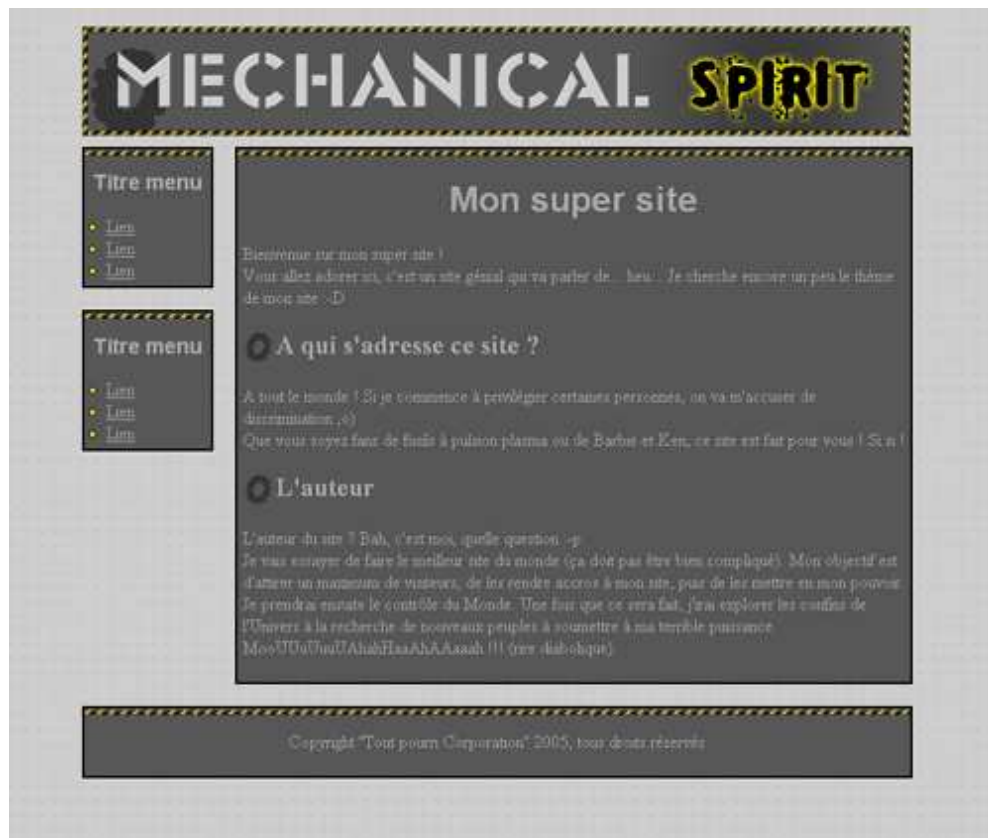 MECHANICAL SPIRIT
Titre menu
Lien
Lien
Lien
Titre menu
Lien
Lien
Lien
Mon super site
Bienvenue sur mon super site !
Vous allez adorer ici, c'est un site génial qui va parler de... heu... Je cherche encore un peu le thème
de mon site :-D
A qui s'adresse ce site ?
A tout le monde ! Si je commence à privilégier certaines personnes, on va m'accuser de
discrimination ;o)
Que vous soyez fans de fusils à pulsion plasma ou de Barbie et Ken, ce site est fait pour vous ! Si si !
L'auteur
L'auteur du site ? Bah, c'est moi, quelle question :-p
Je vais essayer de faire le meilleur site du monde (ça doit pas être bien compliqué). Mon objectif est
d'attirer un maximum de visiteurs, de les rendre accros à mon site, puis de les mettre en mon pouvoir.
Je prendrai ensuite le contrôle du Monde. Une fois que ce sera fait, j'irai explorer les confins de
l'Univers à la recherche de nouveaux peuples à soumettre à ma terrible puissance.
MooUUuUuuUAhahHaaAhAAaaah !!! (rire diabolique)
Copyright "Tout pourri Corporation" 2005, tous droits réservés